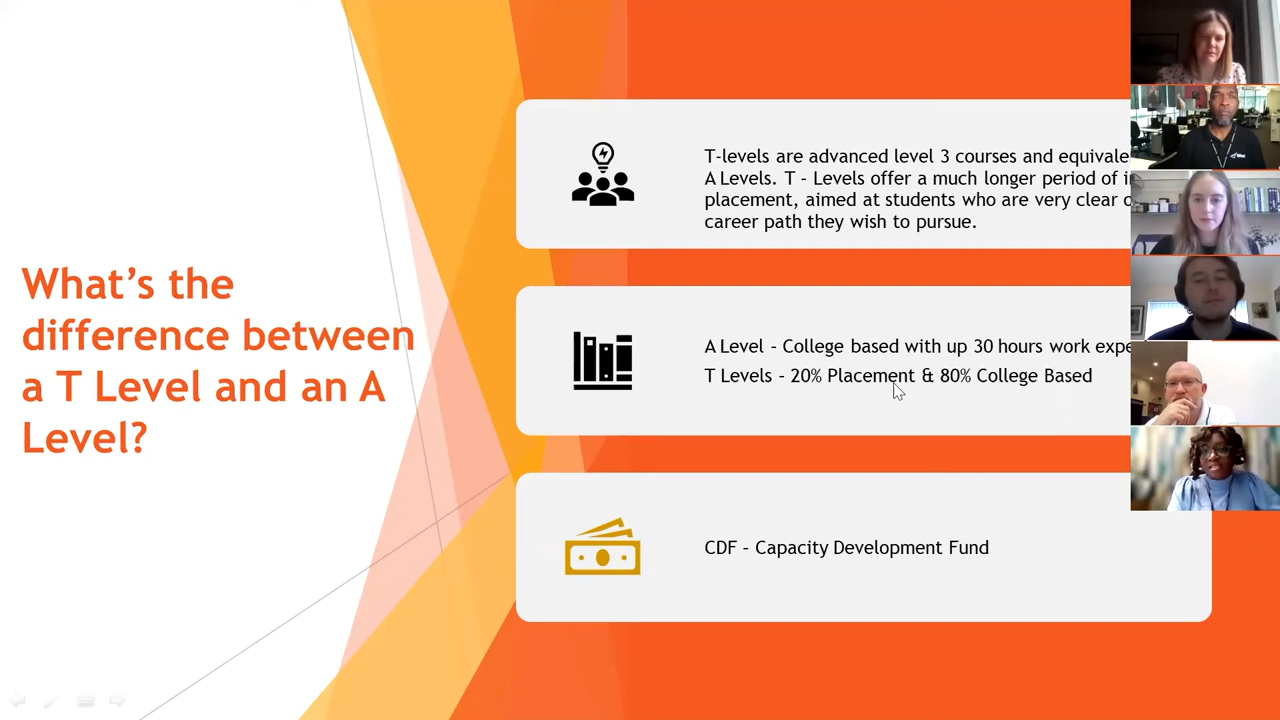 What's the
difference between
a T Level and an A
Level?
T-levels are advanced level 3 courses and
A Levels. T - Levels offer a much longer period of
placement, aimed at students who are very clear
career path they wish to pursue.
A Level - College based with up 30 hours work
T Levels - 20% Placement & 80% College Based
CDF - Capacity Development Fund